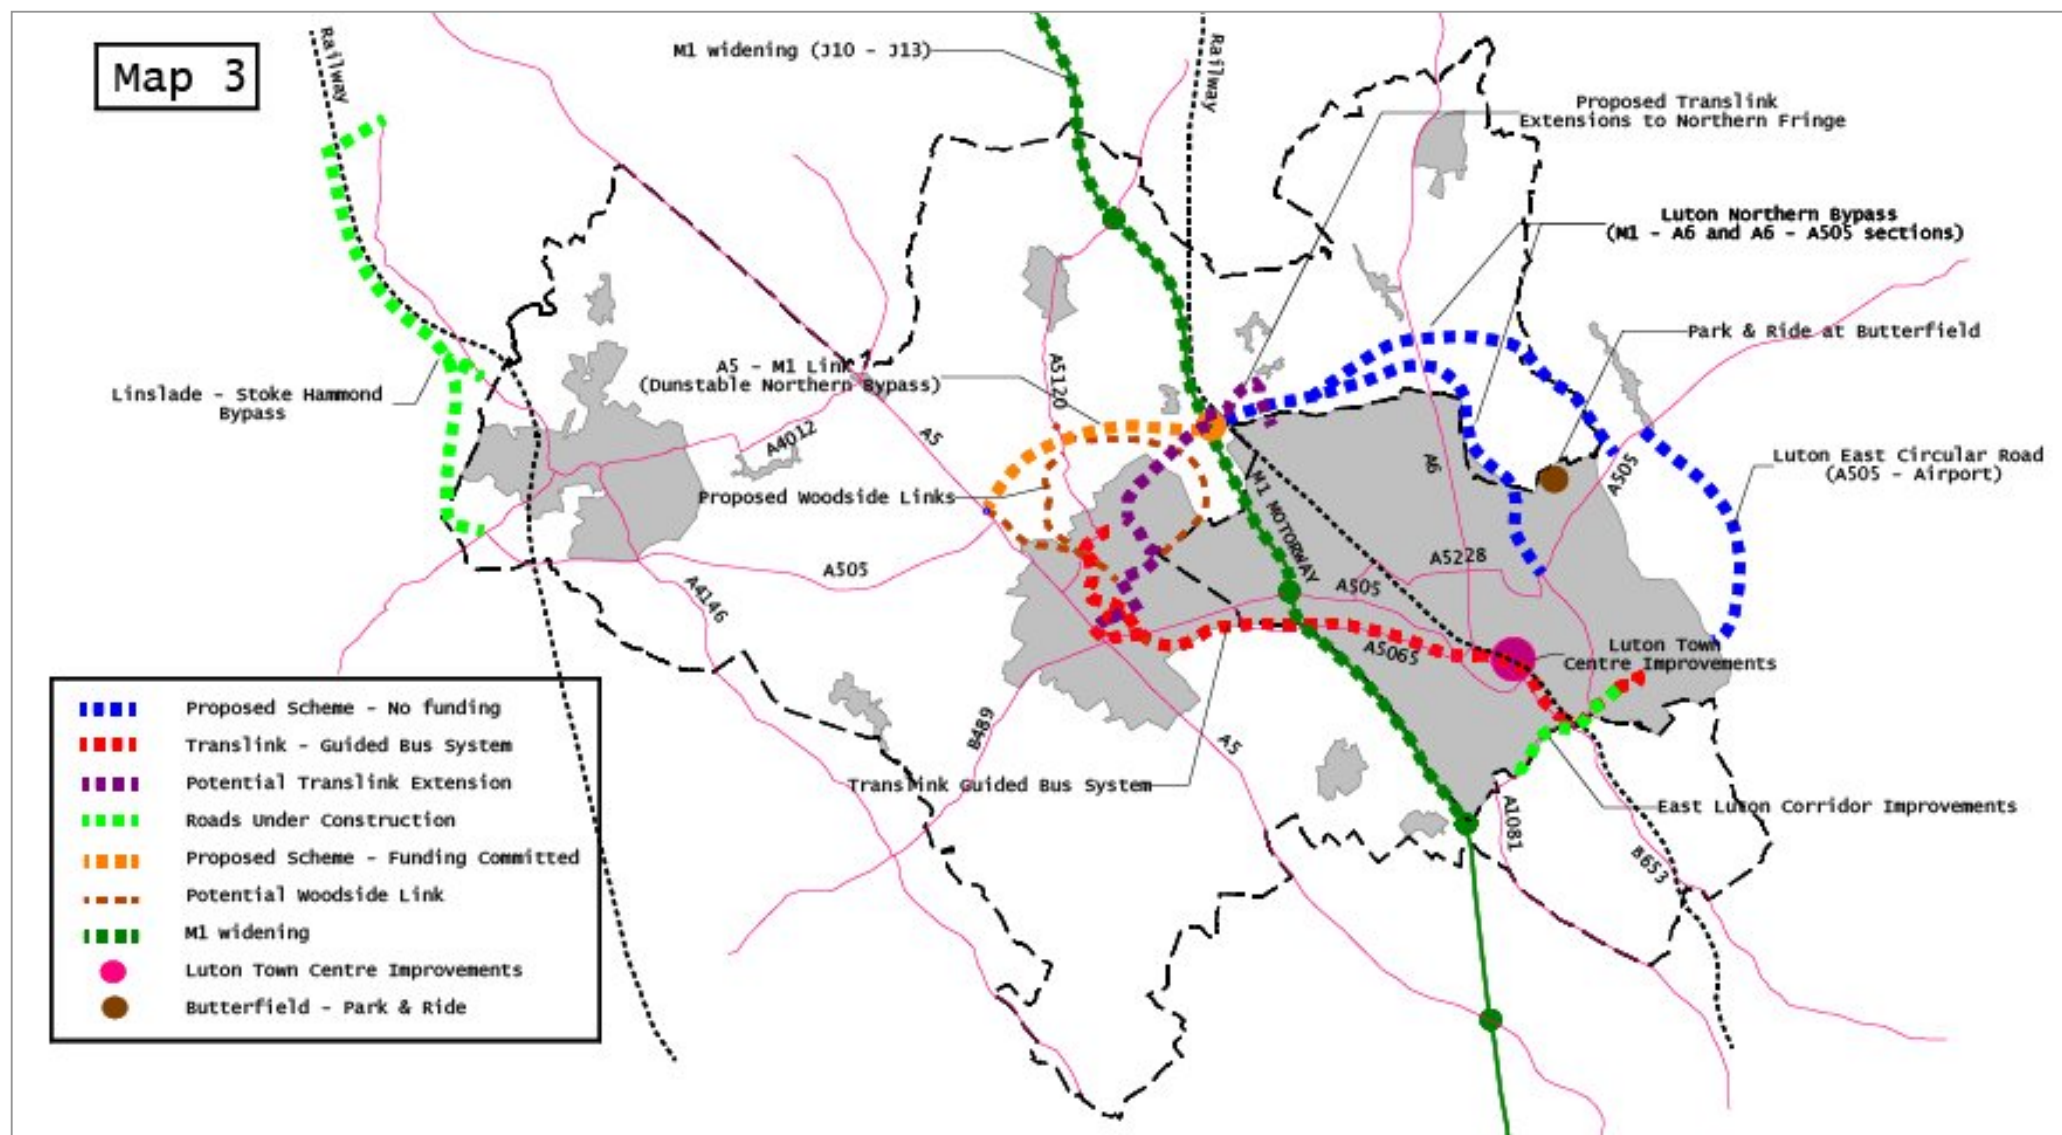 Map 3
Railway
M1 widening (J10 - J13)
Railway
Proposed Translink
Extensions to Northern Fringe
Luton Northern Bypass
(M1 - A6 and A6 - A505 sections)
Park & Ride at Butterfield
Linslade - Stoke Hammond
Bypass
A5 - M1 Link
(Dunstable Northern Bypass)
A5120
A4012
A5
A6
A505
Luton East Circular Road
(A505 - Airport)
Proposed Woodside Links
M1 MOTORWAY
A505
A4146
A505
A5228
A5065
Luton Town
Centre Improvements
B489
A5
Translink Guided Bus System
A1081
East Luton Corridor Improvements
B653
Proposed Scheme - No funding
Translink - Guided Bus System
Potential Translink Extension
Roads Under Construction
Proposed Scheme - Funding Committed
Potential Woodside Link
M1 widening
Luton Town Centre Improvements
Butterfield - Park & Ride